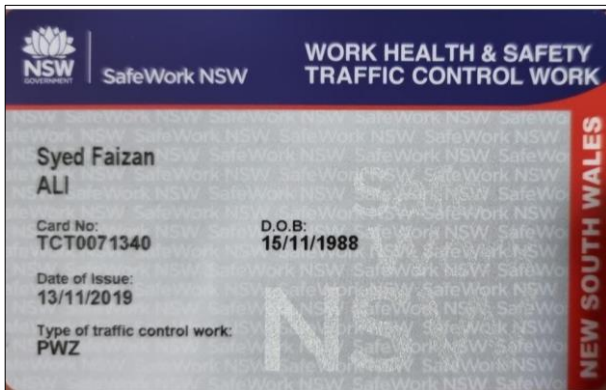 NSW
GOVERNMENT
SafeWork NSW
WORK HEALTH & SAFETY
TRAFFIC CONTROL WORK
Syed Faizan
ALI
Card No:
TCT0071340
D.O.B:
15/11/1988
Date of Issue:
13/11/2019
Type of traffic control work:
PWZ
NSW
NEW SOUTH WALES